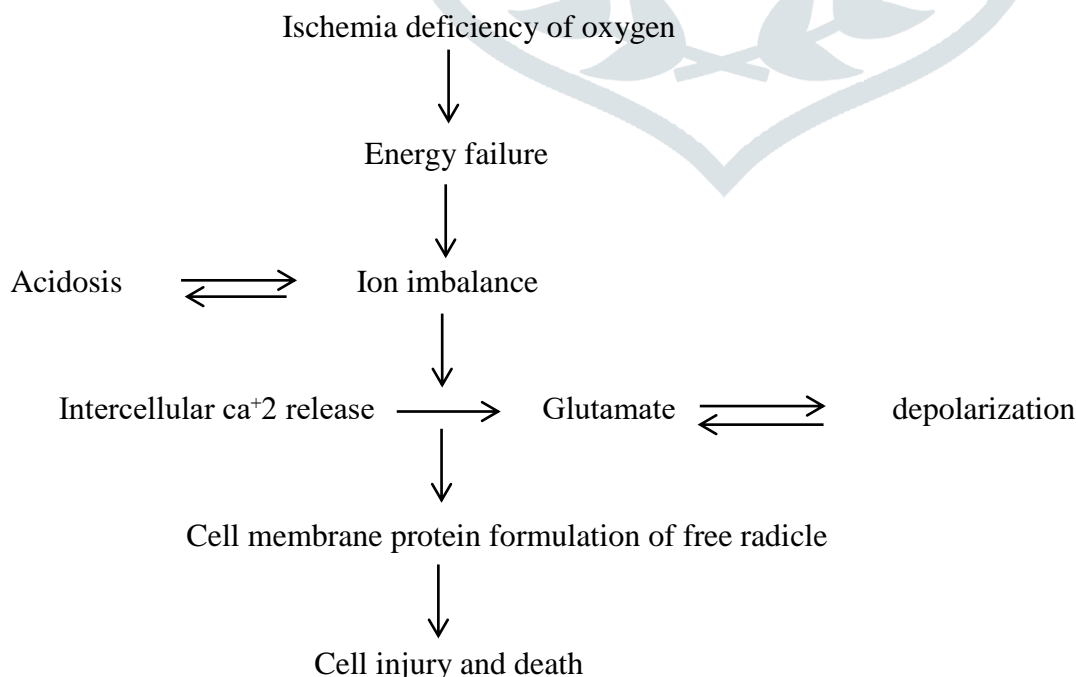 Ischemia deficiency of oxygen
Energy failure
Acidosis Ion imbalance
Intercellular ca⁺2 release Glutamate depolarization
Cell membrane protein formulation of free radicle
Cell injury and death